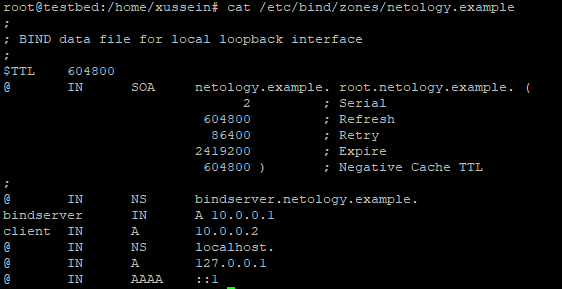 root@testbed:/home/xussein# cat /etc/bind/zones/netology.example
;
; BIND data file for local loopback interface
;
$TTL    604800
@       IN      SOA     netology.example. root.netology.example. (
                              2         ; Serial
                         604800         ; Refresh
                          86400         ; Retry
                        2419200         ; Expire
                         604800 )       ; Negative Cache TTL
;
@       IN      NS      bindserver.netology.example.
bindserver      IN      A 10.0.0.1
client  IN      A       10.0.0.2
@       IN      NS      localhost.
@       IN      A       127.0.0.1
@       IN      AAAA    ::1